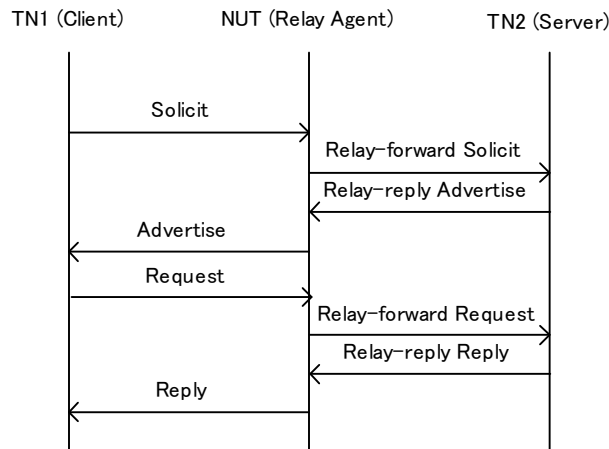 TN1 (Client)
NUT (Relay Agent)
TN2 (Server)
Solicit
Relay-forward Solicit
Relay-reply Advertise
Advertise
Request
Relay-forward Request
Relay-reply Reply
Reply